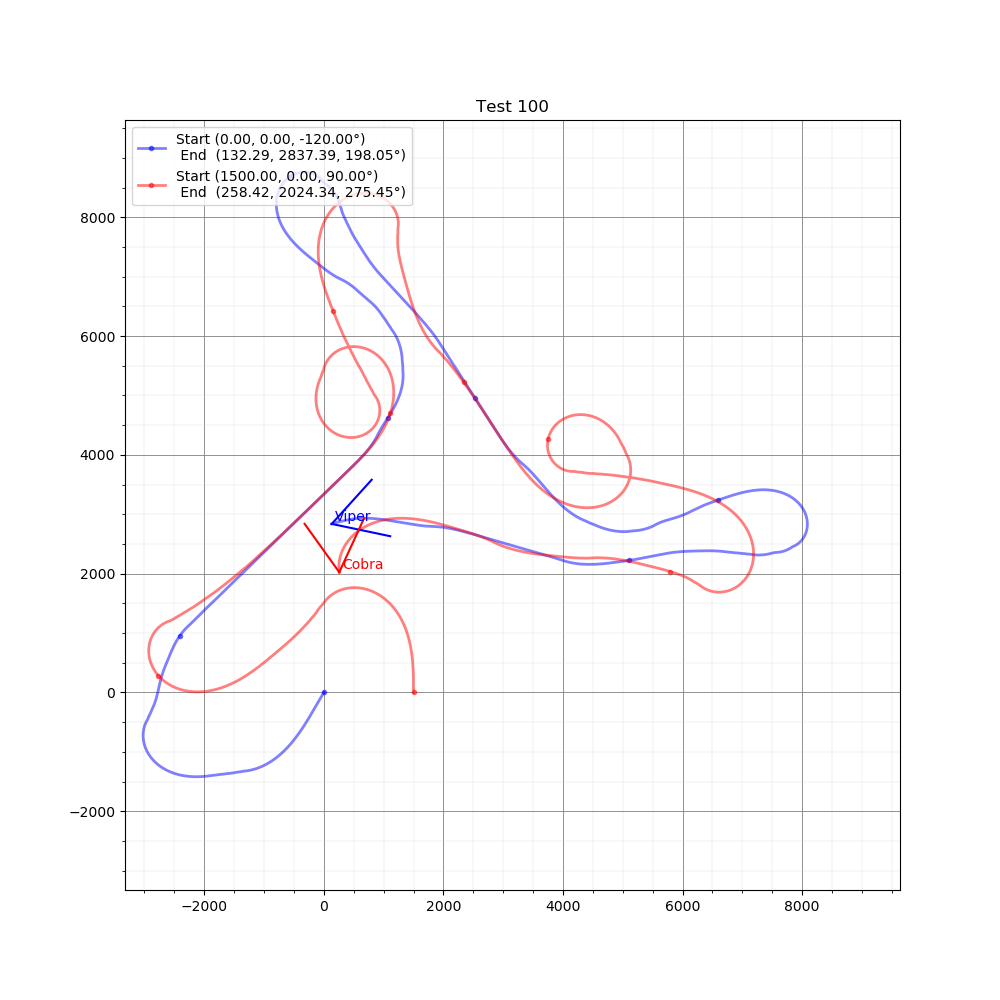 Test 100
Start (0.00, 0.00, -120.00°)
End (132.29, 2837.39, 198.05°)
Start (1500.00, 0.00, 90.00°)
End (258.42, 2024.34, 275.45°)
8000
6000
4000
Viper
Cobra
2000
0
−2000
−2000
0
2000
4000
6000
8000